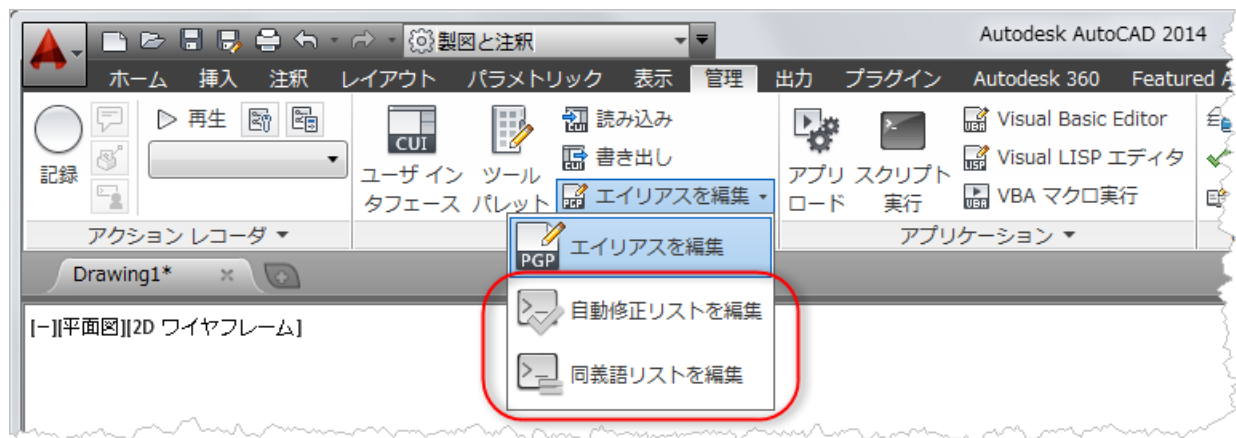 製図と注釈
Autodesk AutoCAD 2014
ホーム 挿入 注釈 レイアウト パラメトリック 表示 管理 出力 プラグイン Autodesk 360 Featured A
記録
再生
CUI
ユーザ イン
タフェース
ツール
パレット
CUI 読み込み
CUI 書き出し
PGP エイリアスを編集
アプリ
ロード
スクリプト
実行
VBA Visual Basic Editor
LISP Visual LISP エディタ
VBA VBA マクロ実行
アクション レコーダ
アプリケーション
PGP エイリアスを編集
自動修正リストを編集
同義語リストを編集
Drawing1*
[-][平面図][2D ワイヤフレーム]